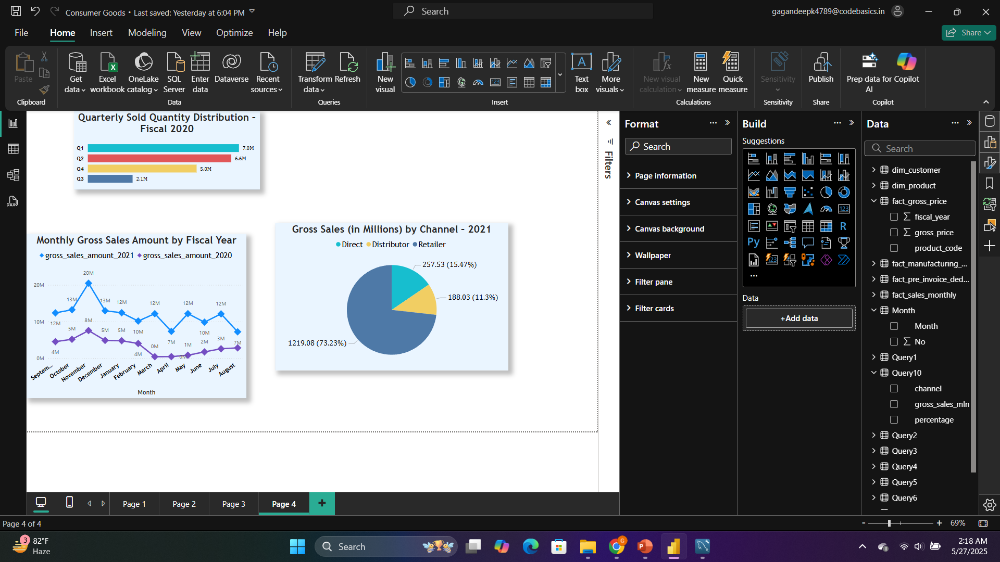 Consumer Goods • Last saved: Yesterday at 6:04 PM
Search
gagandeepk4789@codebasics.in
File
Home
Insert
Modeling
View
Optimize
Help
Share
Paste
Get data
Excel workbook
OneLake catalog
SQL Server
Enter data
Dataverse
Recent sources
Transform data
Refresh
New visual
Text box
More visuals
New visual calculation
New measure
Quick measure
Sensitivity
Publish
Prep data for AI
Copilot
Clipboard
Data
Queries
Insert
Calculations
Sensitivity
Share
Copilot
Quarterly Sold Quantity Distribution -
Fiscal 2020
Q1 7.0M
Q2 6.6M
Q4 5.0M
Q3 2.1M
Monthly Gross Sales Amount by Fiscal Year
gross_sales_amount_2021 gross_sales_amount_2020
20M
10M
0M
12M
13M
20M
13M
12M
10M
12M
7M
12M
10M
12M
7M
4M
5M
8M
5M
5M
4M
0M
0M
1M
2M
3M
Septem... October November December January February March April May June July August
Month
Gross Sales (in Millions) by Channel - 2021
Direct Distributor Retailer
257.53 (15.47%)
188.03 (11.3%)
1219.08 (73.23%)
Filters
Format
Search
Page information
Canvas settings
Canvas background
Wallpaper
Filter pane
Filter cards
Build
Suggestions
123
R
Py
123
Data
+Add data
Data
Search
dim_customer
dim_product
fact_gross_price
fiscal_year
gross_price
product_code
fact_manufacturing_...
fact_pre_invoice_ded...
fact_sales_monthly
Month
Month
No
Query1
Query10
channel
gross_sales_mln
percentage
Query2
Query3
Query4
Query5
Query6
DAX
Page 1
Page 2
Page 3
Page 4
+
Page 4 of 4
- + 69%
3
82°F
Haze
Search
G
P
2:18 AM
5/27/2025